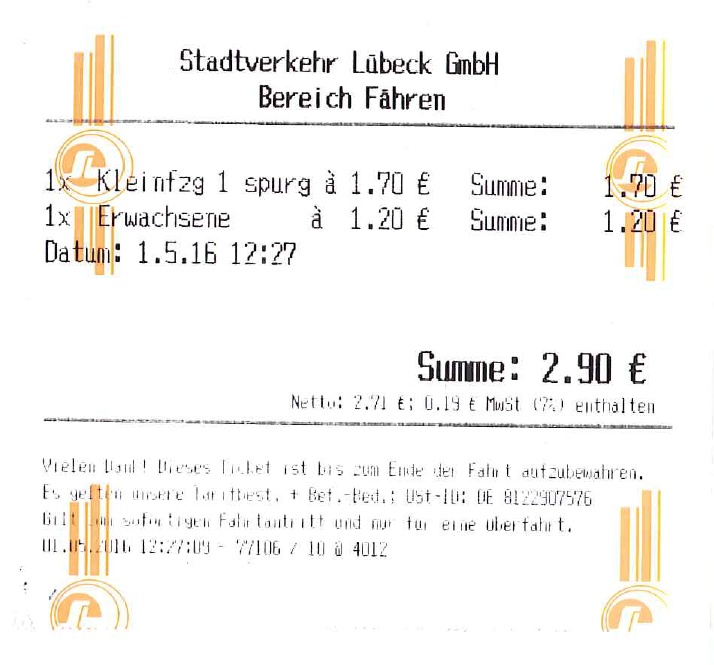 Stadtverkehr Lübeck GmbH
Bereich Fähren
1x Kleinfzg 1 spurg à 1.70 € Summe: 1.70 €
1x Erwachsene à 1.20 € Summe: 1.20 €
Datum: 1.5.16 12:27
Summe: 2.90 €
Netto: 2.71 €; 0.19 € MwSt (7%) enthalten
Vielen Dank! Dieses Ticket ist bis zum Ende der Fahrt aufzubewahren.
Es gelten unsere Tarifbest. + Bef.-Bed.; USt-ID: DE 8122907576
Gilt zum sofortigen Fahrtantritt und nur für eine überfahrt.
01.05.2016 12:27:09 - 77106 / 10 @ 4012